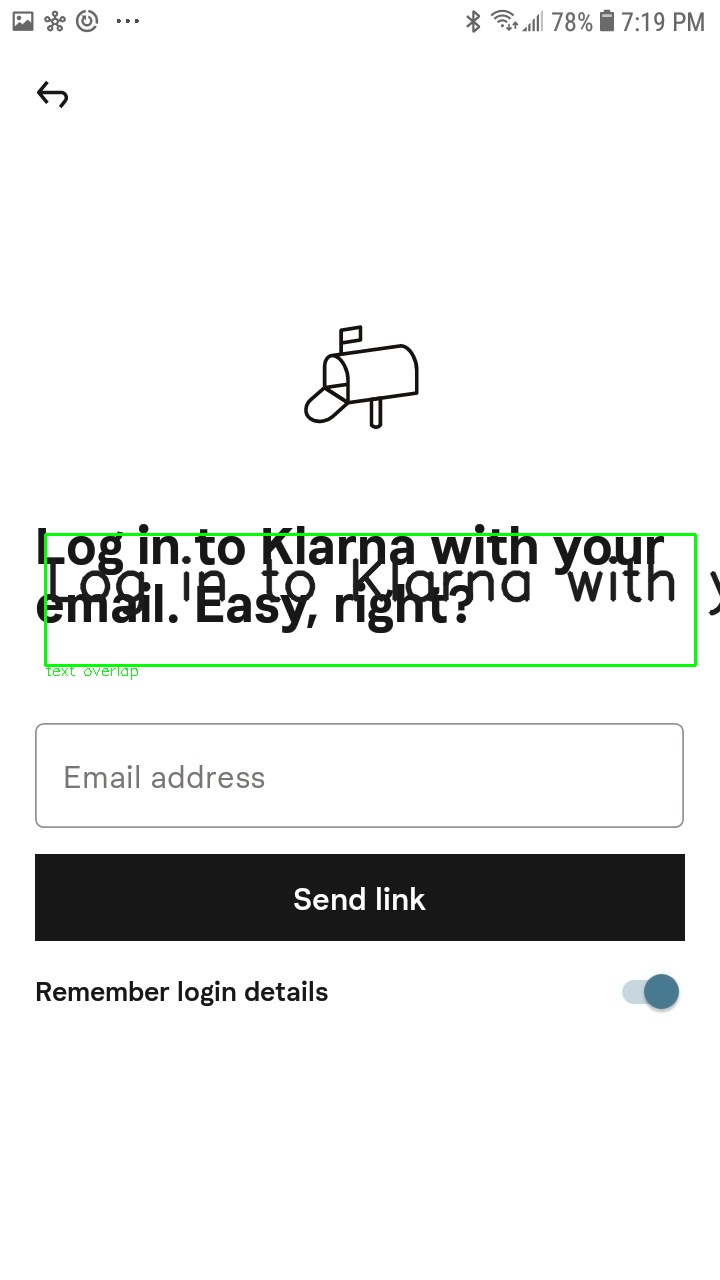 78% 7:19 PM
Log in.to Klarna with your
Log in to Klarna with y
email. Easy, right?
text overlap
Email address
Send link
Remember login details